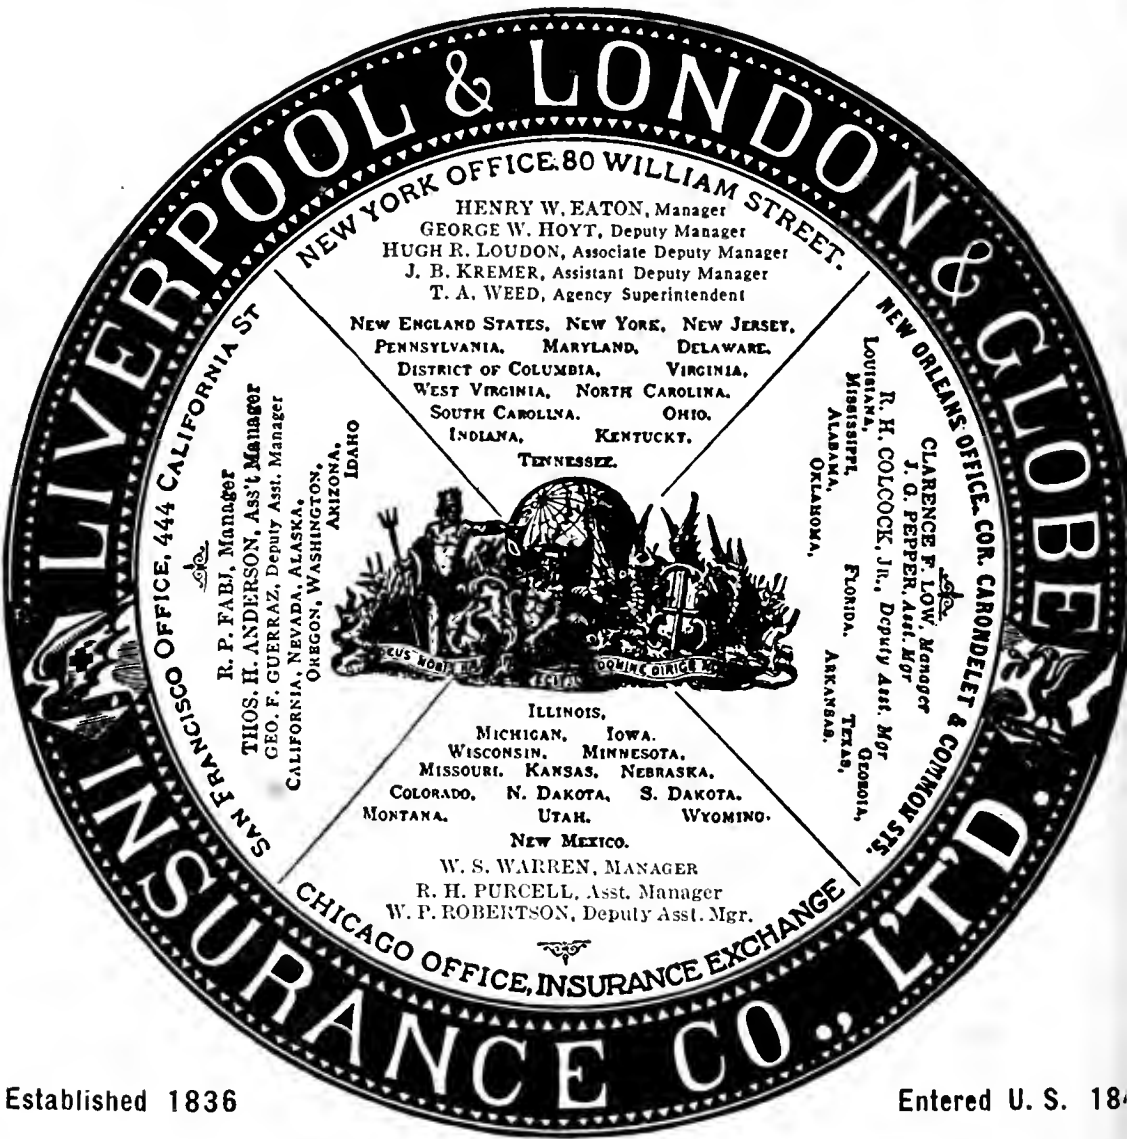 LIVERPOOL & LONDON & GLOBE
INSURANCE CO., L'T'D.
NEW YORK OFFICE. 80 WILLIAM STREET.
HENRY W. EATON, Manager
GEORGE W. HOYT, Deputy Manager
HUGH R. LOUDON, Associate Deputy Manager
J. B. KREMER, Assistant Deputy Manager
T. A. WEED, Agency Superintendent
NEW ENGLAND STATES, NEW YORK, NEW JERSEY,
PENNSYLVANIA, MARYLAND, DELAWARE,
DISTRICT OF COLUMBIA, VIRGINIA,
WEST VIRGINIA, NORTH CAROLINA,
SOUTH CAROLLNA. OHIO.
INDIANA, KENTUCKY.
TENNESSEE.
SAN FRANCISCO OFFICE, 444 CALIFORNIA ST
R. P. FABJ, Manager
THOS. H. ANDERSON, Ass't Manager
GEO. F. GUERRAZ, Deputy Asst. Manager
CALIFORNIA, NEVADA, ALASKA,
OREGON, WASHINGTON,
ARIZONA,
IDAHO
NEW ORLEANS OFFICE. COR. CARONDELET & COMMON STS.
CLARENCE F. LOW, Manager
J. G. PEPPER, Asst. Mgr
R. H. COLCOCK, JR., Deputy Asst. Mgr
LOUISIANA, GEORGIA,
MISSISSIPPI, TEXAS,
ALABAMA, FLORIDA. ARKANSAS.
OKLAHOMA,
DOMINE DIRIGE
ILLINOIS,
MICHIGAN, IOWA.
WISCONSIN, MINNESOTA,
MISSOURI. KANSAS, NEBRASKA,
COLORADO, N. DAKOTA, S. DAKOTA.
MONTANA. UTAH. WYOMING.
NEW MEXICO.
W. S. WARREN, MANAGER
R. H. PURCELL, Asst. Manager
W. P. ROBERTSON, Deputy Asst. Mgr.
CHICAGO OFFICE, INSURANCE EXCHANGE
Established 1836
Entered U. S.